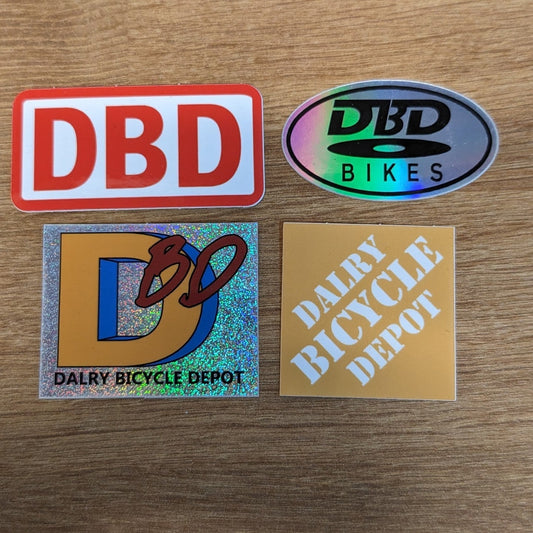 DBD
DBD
BIKES
DBD
DALRY BICYCLE DEPOT
DALRY
BICYCLE
DEPOT